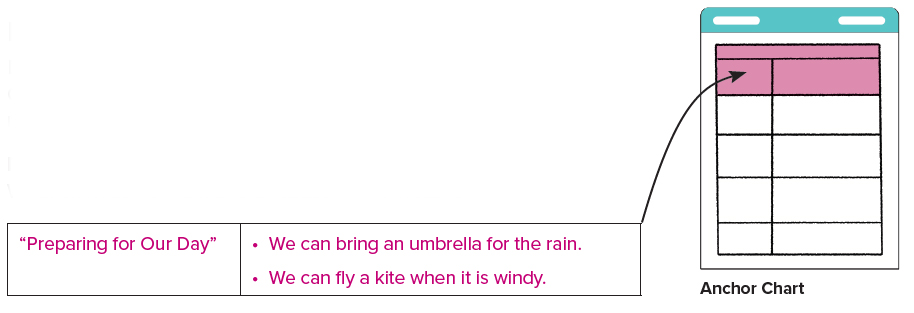 “Preparing for Our Day”
• We can bring an umbrella for the rain.
• We can fly a kite when it is windy.
Anchor Chart